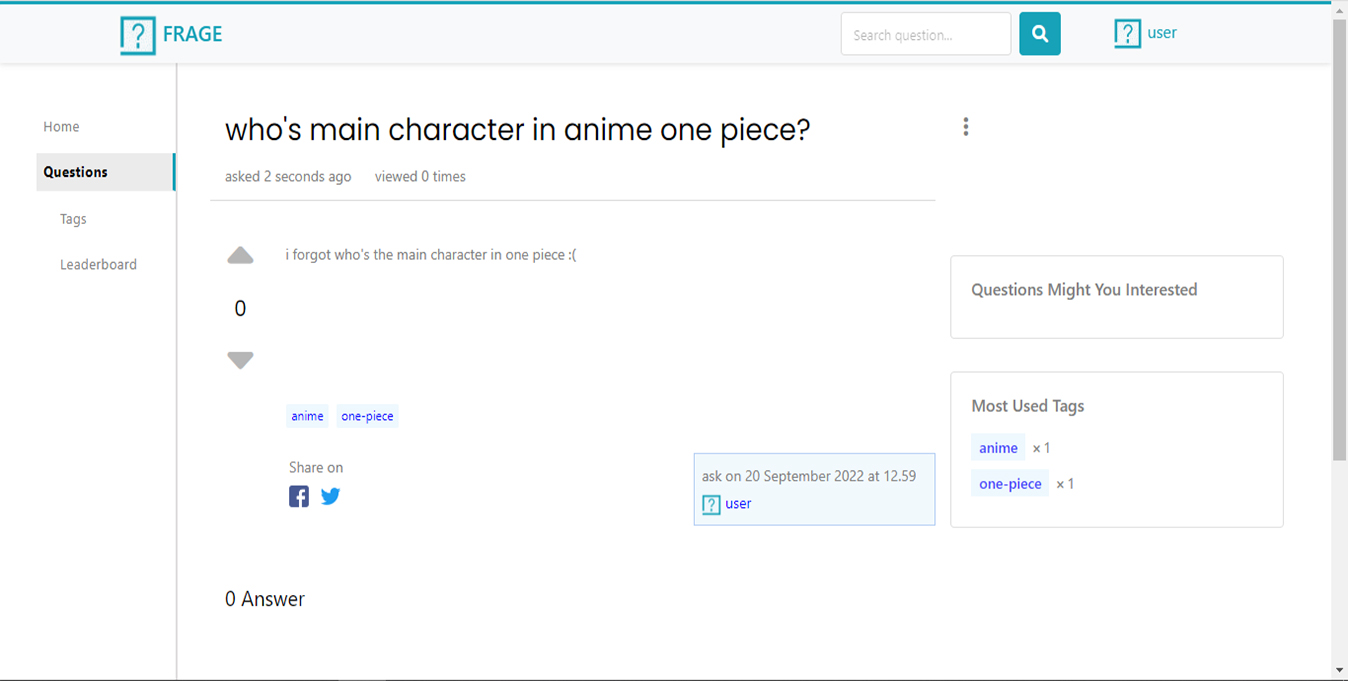 FRAGE
Search question...
user
Home
Questions
Tags
Leaderboard
who's main character in anime one piece?
asked 2 seconds ago viewed 0 times
i forgot who's the main character in one piece :(
0
anime one-piece
Share on
ask on 20 September 2022 at 12.59
user
0 Answer
Questions Might You Interested
Most Used Tags
anime × 1
one-piece × 1